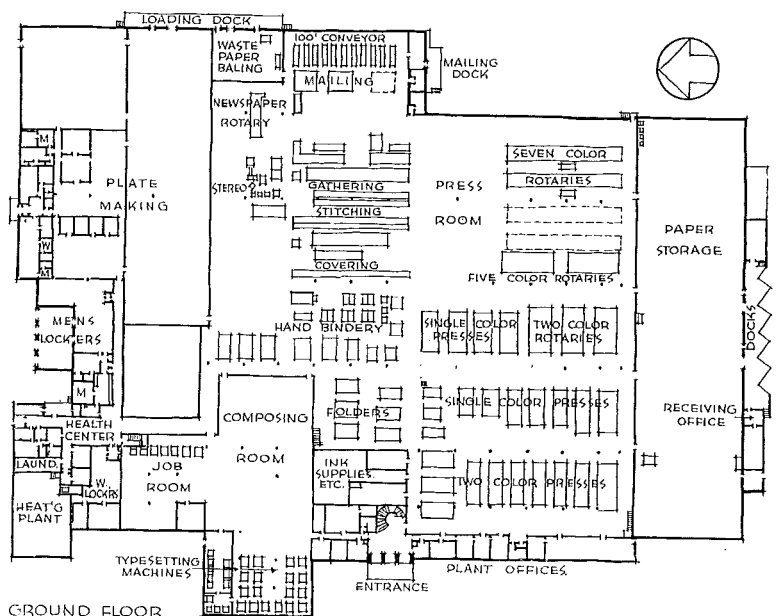 LOADING DOCK
WASTE
PAPER
BALING
100' CONVEYOR
MAILING
MAILING
DOCK
NEWSPAPER
ROTARY
STEREOS
PLATE
MAKING
M
W
GATHERING
STITCHING
COVERING
PRESS
ROOM
SEVEN COLOR
ROTARIES
FIVE COLOR ROTARIES
PAPER
STORAGE
DOCKS
MENS
LOCKERS
M
HAND BINDERY
SINGLE COLOR
PRESSES
TWO COLOR
ROTARIES
COMPOSING
ROOM
FOLDERS
SINGLE COLOR PRESSES
RECEIVING
OFFICE
HEALTH
CENTER
LAUND.
JOB
ROOM
W.
LOCKRS
HEAT'G
PLANT
INK
SUPPLIES
ETC.
TWO COLOR PRESSES
TYPESETTING
MACHINES
ENTRANCE
PLANT OFFICES
GROUND FLOOR